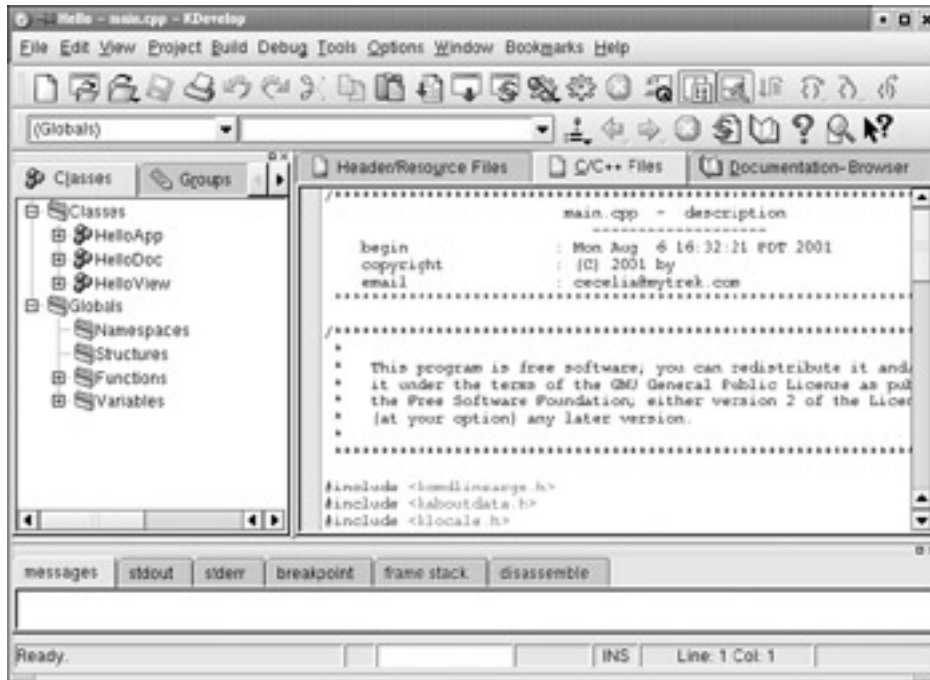 Hello - main.cpp - KDevelop
File Edit View Project Build Debug Tools Options Window Bookmarks Help
(Globals)
Classes Groups
Header/Resource Files C/C++ Files Documentation-Browser
Classes
HelloApp
HelloDoc
HelloView
Globals
Namespaces
Structures
Functions
Variables
/***********************************************
main.cpp - description
-------------------
begin : Mon Aug 6 16:32:21 PDT 2001
copyright : (C) 2001 by
email : cecelia@mytrek.com
***********************************************
/***********************************************
*
* This program is free software; you can redistribute it and/
* it under the terms of the GNU General Public License as pub
* the Free Software Foundation; either version 2 of the Licen
* (at your option) any later version.
*
***********************************************
#include <kcmdlineargs.h>
#include <kaboutdata.h>
#include <klocale.h>
messages stdout stderr breakpoint frame stack disassemble
Ready. INS Line: 1 Col: 1